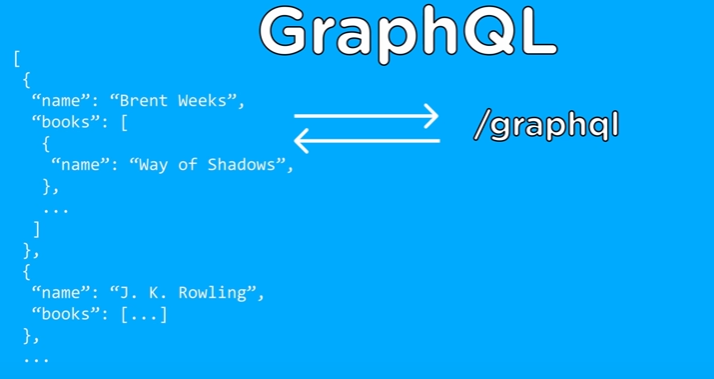 GraphQL
[
{
“name”: “Brent Weeks”,
“books”: [
{
“name”: “Way of Shadows”,
},
...
]
},
{
“name”: “J. K. Rowling”,
“books”: [...]
},
...
/graphql